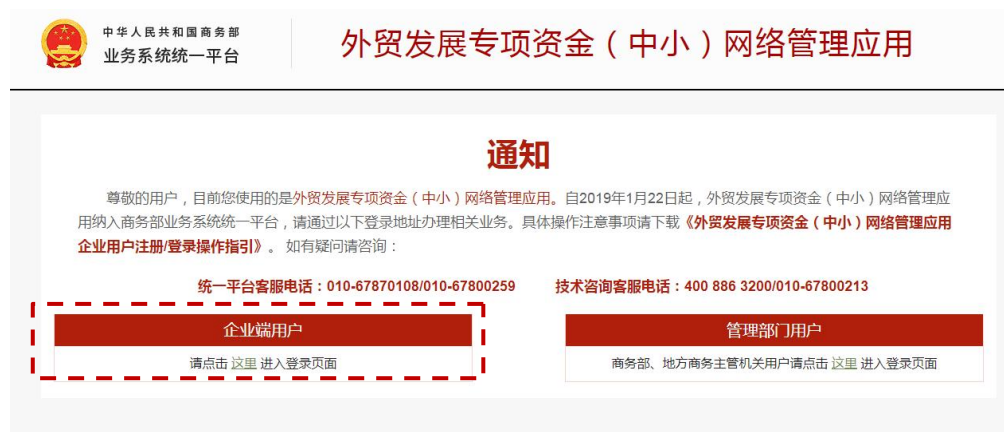 中华人民共和国商务部
业务系统统一平台
外贸发展专项资金（中小）网络管理应用
通知
尊敬的用户，目前您使用的是外贸发展专项资金（中小）网络管理应用。自2019年1月22日起，外贸发展专项资金（中小）网络管理应
用纳入商务部业务系统统一平台，请通过以下登录地址办理相关业务。具体操作注意事项请下载《外贸发展专项资金（中小）网络管理应用
企业用户注册/登录操作指引》。 如有疑问请咨询：
统一平台客服电话：010-67870108/010-67800259 技术咨询客服电话：400 886 3200/010-67800213
企业端用户
请点击 这里 进入登录页面
管理部门用户
商务部、地方商务主管机关用户请点击 这里 进入登录页面